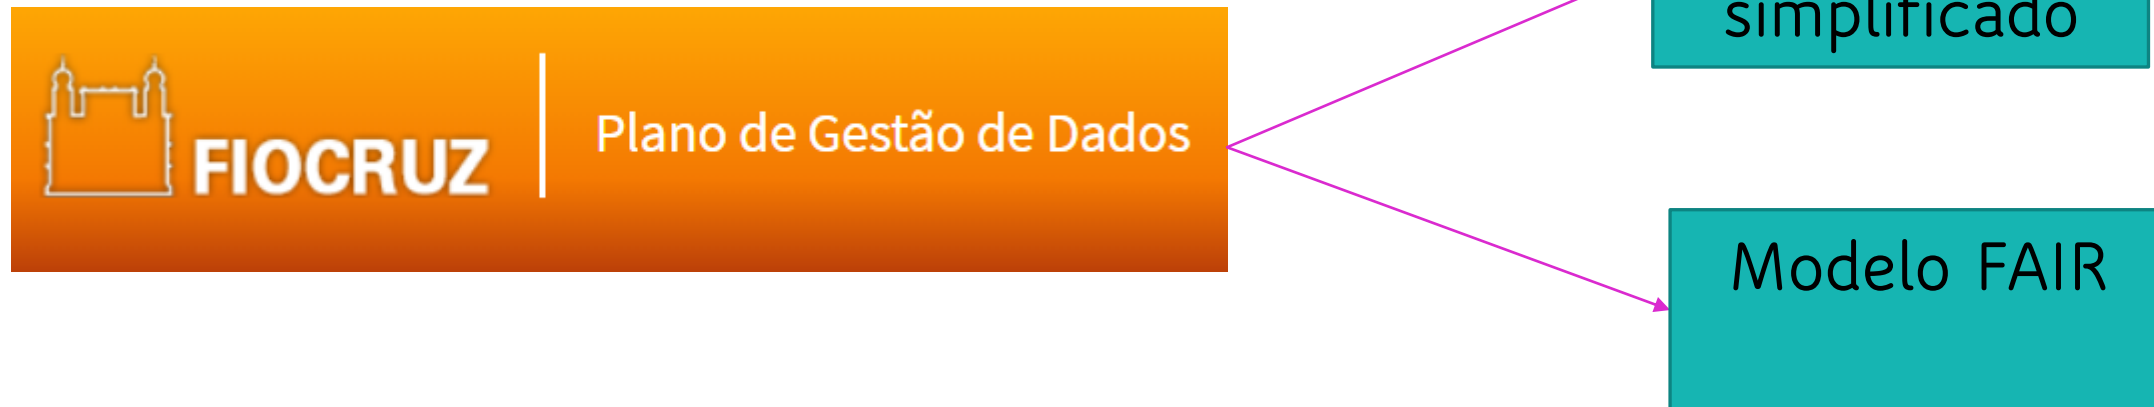 simplificado
FIOCRUZ
Plano de Gestão de Dados
Modelo FAIR